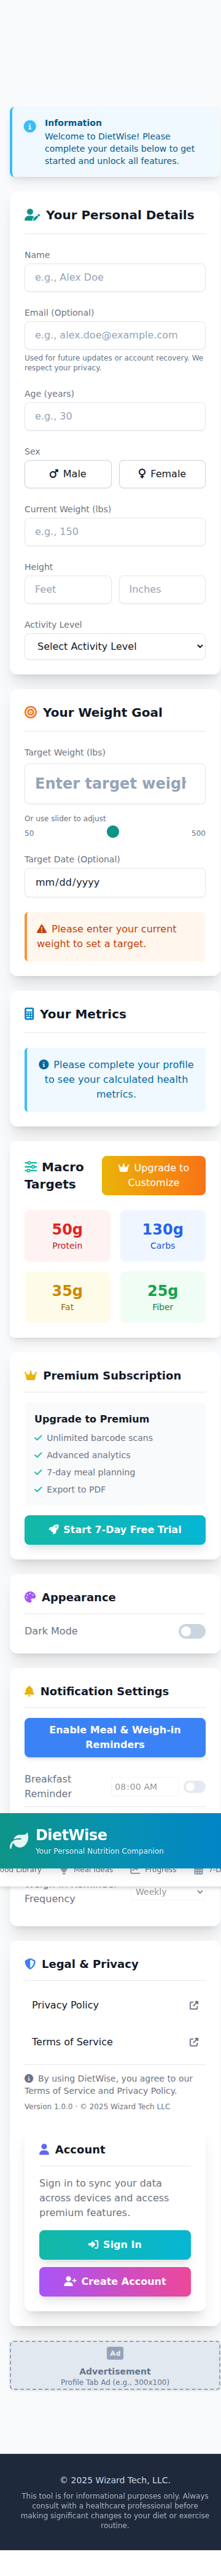 Information
Welcome to DietWise! Please
complete your details below to get
started and unlock all features.
Your Personal Details
Name
e.g., Alex Doe
Email (Optional)
e.g., alex.doe@example.com
Used for future updates or account recovery. We
respect your privacy.
Age (years)
e.g., 30
Sex
Male
Female
Current Weight (lbs)
e.g., 150
Height
Feet
Inches
Activity Level
Select Activity Level
Your Weight Goal
Target Weight (lbs)
Enter target weigh
Or use slider to adjust
50
500
Target Date (Optional)
mm/dd/yyyy
Please enter your current
weight to set a target.
Your Metrics
Please complete your profile
to see your calculated health
metrics.
Macro
Targets
Upgrade to
Customize
50g
Protein
130g
Carbs
35g
Fat
25g
Fiber
Premium Subscription
Upgrade to Premium
Unlimited barcode scans
Advanced analytics
7-day meal planning
Export to PDF
Start 7-Day Free Trial
Appearance
Dark Mode
Notification Settings
Enable Meal & Weigh-in
Reminders
Breakfast
Reminder
08:00 AM
DietWise
Your Personal Nutrition Companion
ood Library
Meal Ideas
Progress
7-D
Frequency
Weekly
Legal & Privacy
Privacy Policy
Terms of Service
By using DietWise, you agree to our
Terms of Service and Privacy Policy.
Version 1.0.0 · © 2025 Wizard Tech LLC
Account
Sign in to sync your data
across devices and access
premium features.
Sign In
Create Account
Ad
Advertisement
Profile Tab Ad (e.g., 300x100)
© 2025 Wizard Tech, LLC.
This tool is for informational purposes only. Always
consult with a healthcare professional before
making significant changes to your diet or exercise
routine.